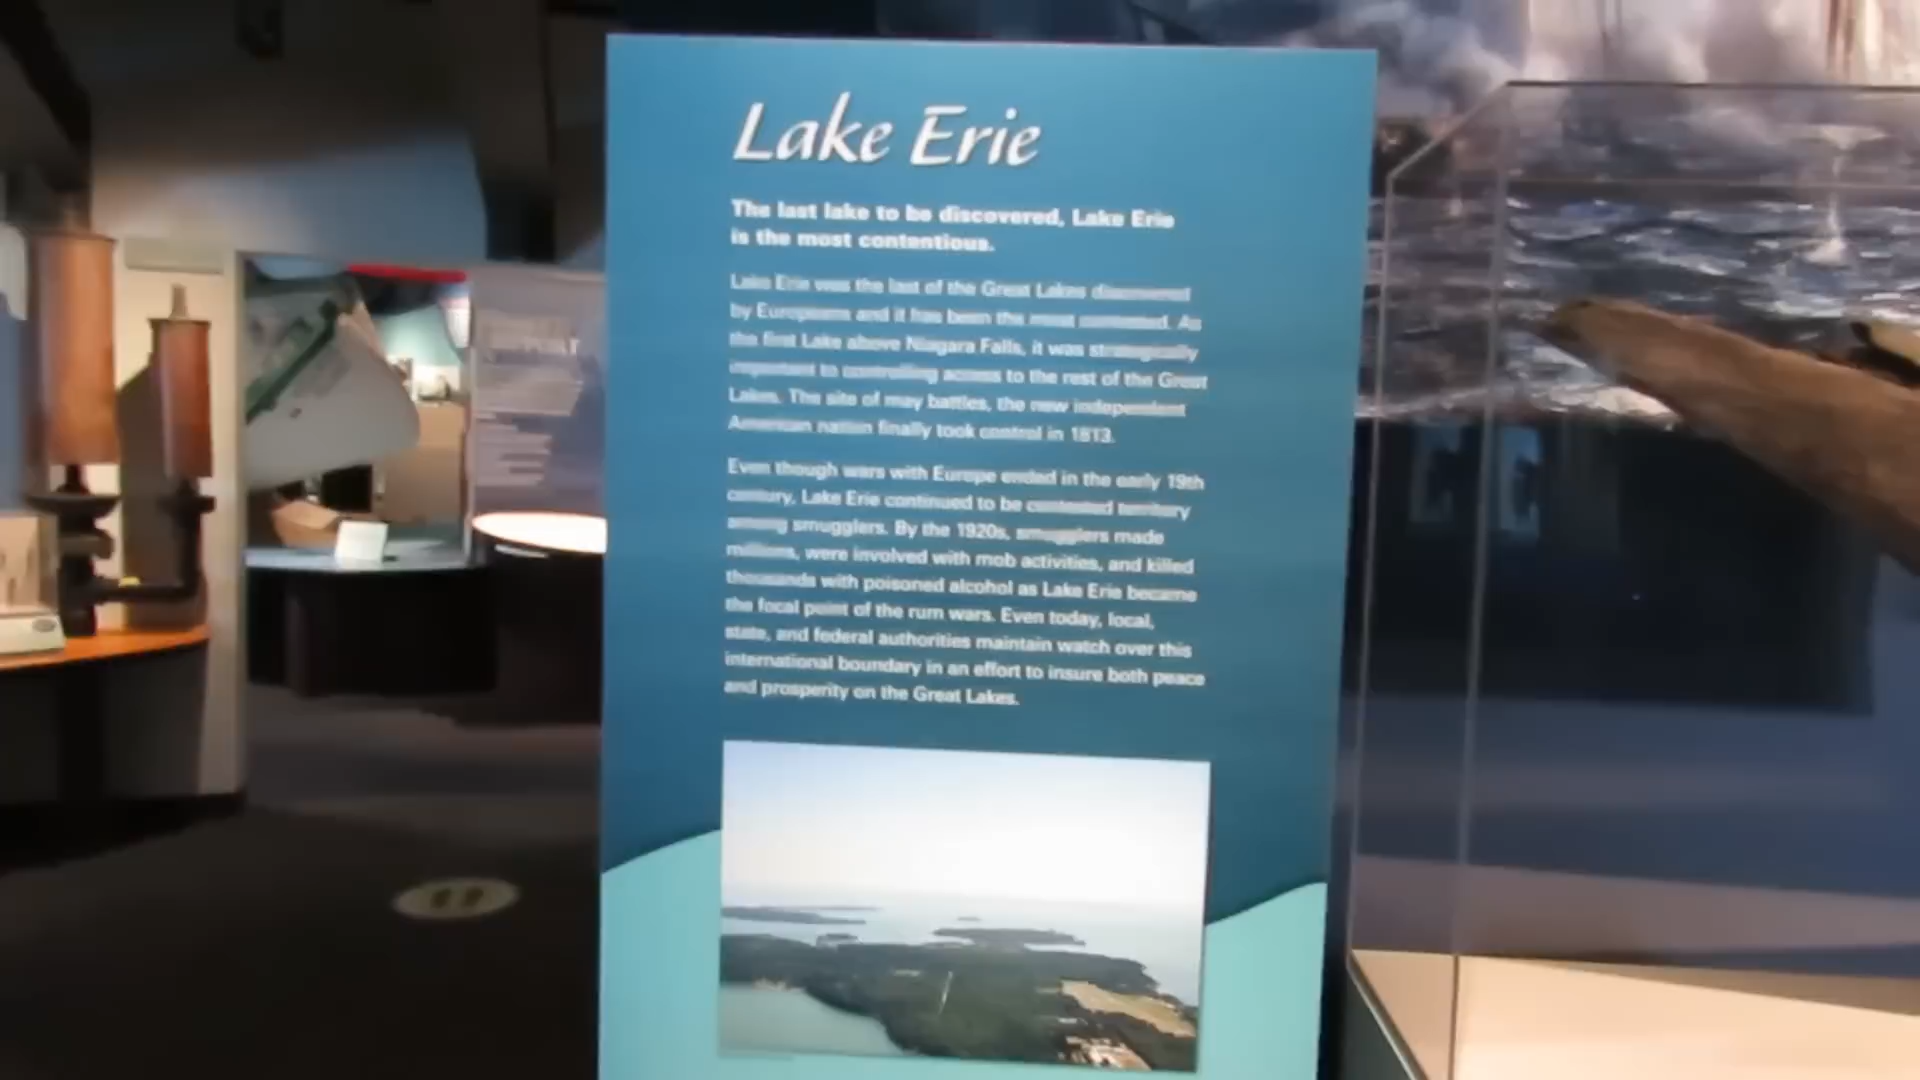 Lake Erie
The last lake to be discovered, Lake Erie
is the most contentious.
Lake Erie was the last of the Great Lakes discovered
by Europeans and it has been the most contested. As
the first Lake above Niagara Falls, it was strategically
important to controlling access to the rest of the Great
Lakes. The site of may battles, the new independent
American nation finally took control in 1813.
Even though wars with Europe ended in the early 19th
century, Lake Erie continued to be contested territory
among smugglers. By the 1920s, smugglers made
millions, were involved with mob activities, and killed
thousands with poisoned alcohol as Lake Erie became
the focal point of the rum wars. Even today, local,
state, and federal authorities maintain watch over this
international boundary in an effort to insure both peace
and prosperity on the Great Lakes.